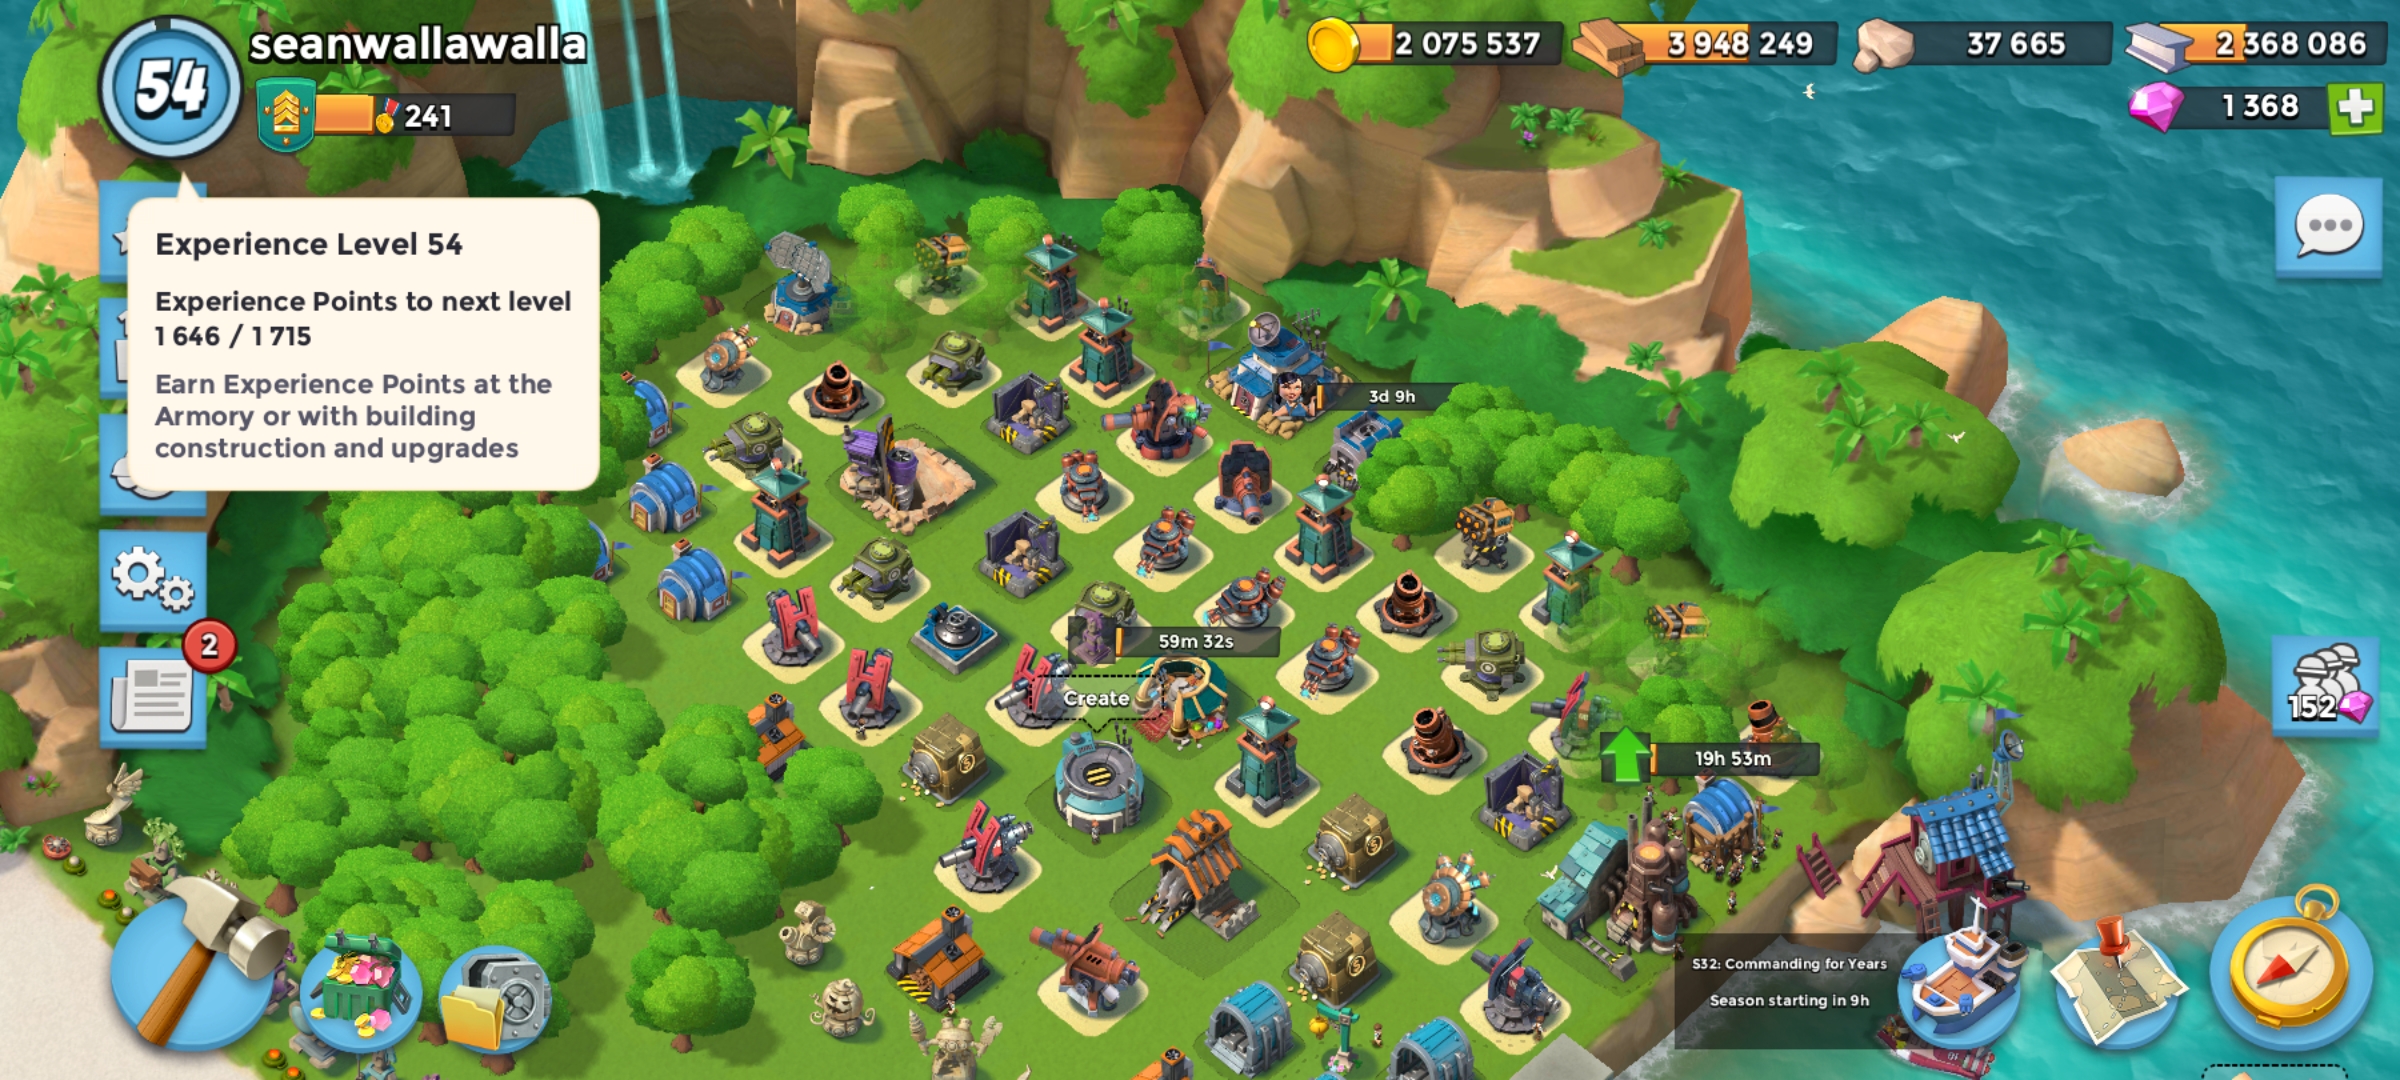 54
seanwallawalla
241
2 075 537
3 948 249
37 665
2 368 086
1 368
Experience Level 54
Experience Points to next level
1 646 / 1 715
Earn Experience Points at the
Armory or with building
construction and upgrades
3d 9h
59m 32s
Create
2
152
19h 53m
S32: Commanding for Years
Season starting in 9h